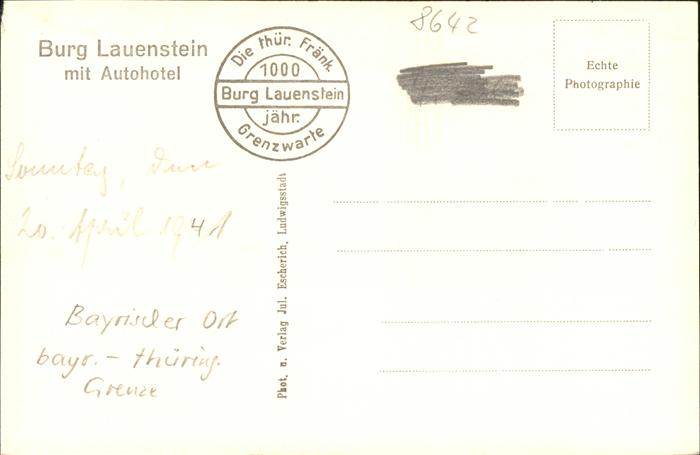 Burg Lauenstein
mit Autohotel
Die thür. Fränk.
1000
Burg Lauenstein
jähr.
Grenzwarte
8642
Echte
Photographie
Sonntag, den
20. April 1941
Bayrischer Ort
bayr. - thüring.
Grenze
Phot. u. Verlag Jul. Escherich, Ludwigsstadt